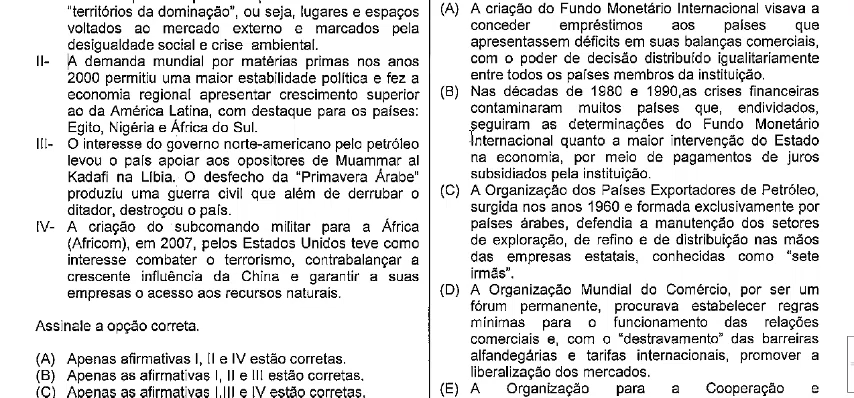 "territórios da dominação", ou seja, lugares e espaços
voltados ao mercado externo e marcados pela
desigualdade social e crise ambiental.
II- A demanda mundial por matérias primas nos anos
2000 permitiu uma maior estabilidade política e fez a
economia regional apresentar crescimento superior
ao da América Latina, com destaque para os países:
Egito, Nigéria e África do Sul.
III- O interesse do governo norte-americano pelo petróleo
levou o país apoiar aos opositores de Muammar al
Kadafi na Líbia. O desfecho da "Primavera Árabe"
produziu uma guerra civil que além de derrubar o
ditador, destroçou o país.
IV- A criação do subcomando militar para a África
(Africom), em 2007, pelos Estados Unidos teve como
interesse combater o terrorismo, contrabalançar a
crescente influência da China e garantir a suas
empresas o acesso aos recursos naturais.
Assinale a opção correta.
(A) Apenas afirmativas I, II e IV estão corretas.
(B) Apenas as afirmativas I, II e III estão corretas.
(C) Apenas as afirmativas I,III e IV estão corretas.
(A) A criação do Fundo Monetário Internacional visava a
conceder empréstimos aos países que
apresentassem déficits em suas balanças comerciais,
com o poder de decisão distribuído igualitariamente
entre todos os países membros da instituição.
(B) Nas décadas de 1980 e 1990,as crises financeiras
contaminaram muitos países que, endividados,
seguiram as determinações do Fundo Monetário
Internacional quanto a maior intervenção do Estado
na economia, por meio de pagamentos de juros
subsidiados pela instituição.
(C) A Organização dos Países Exportadores de Petróleo,
surgida nos anos 1960 e formada exclusivamente por
países árabes, defendia a manutenção dos setores
de exploração, de refino e de distribuição nas mãos
das empresas estatais, conhecidas como "sete
irmãs".
(D) A Organização Mundial do Comércio, por ser um
fórum permanente, procurava estabelecer regras
mínimas para o funcionamento das relações
comerciais e, com o "destravamento" das barreiras
alfandegárias e tarifas internacionais, promover a
liberalização dos mercados.
(E) A Organização para a Cooperação e